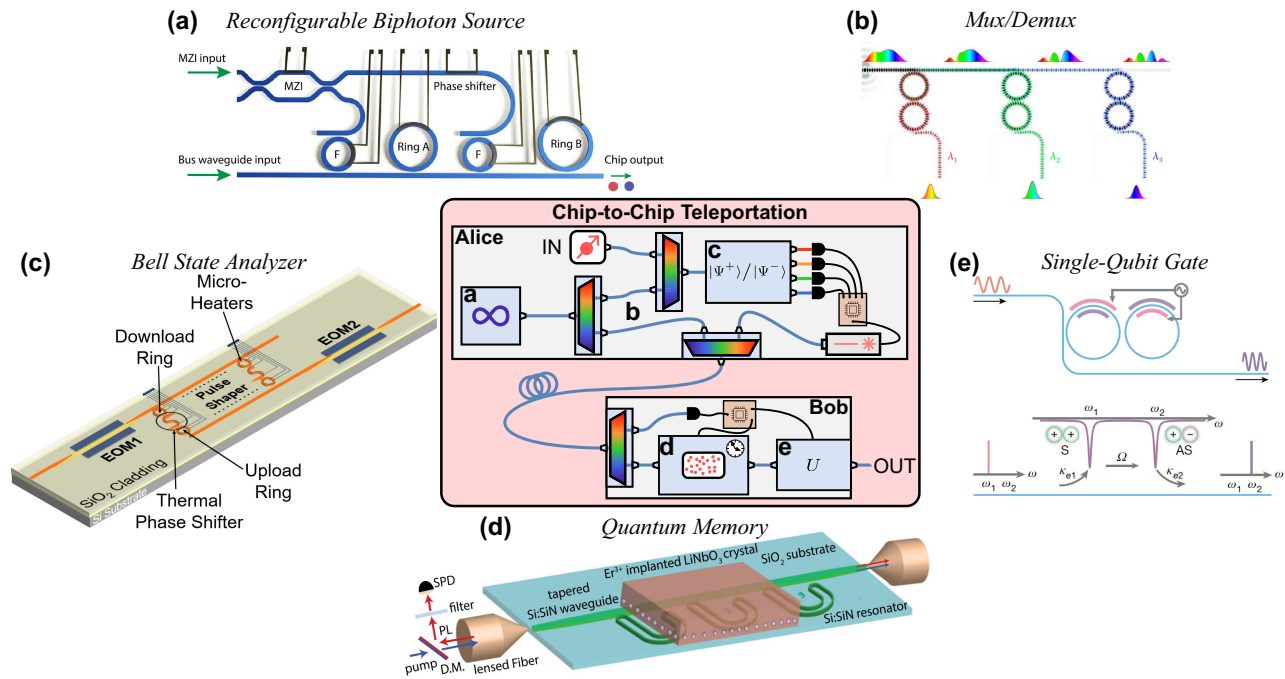 (a) Reconfigurable Biphoton Source
MZI input
MZI
Phase shifter
F
Ring A
F
Ring B
Bus waveguide input
Chip output
(b) Mux/Demux
λ1
λ2
λ3
Chip-to-Chip Teleportation
Alice
IN
a
∞
b
c
|Ψ+⟩/|Ψ−⟩
Bob
d
e
U
OUT
(c) Bell State Analyzer
Micro-
Heaters
Download
Ring
EOM2
Pulse
Shaper
EOM1
Upload
Ring
SiO2 Cladding
Si Substrate
Thermal
Phase Shifter
(e) Single-Qubit Gate
ω1
ω2
ω
+ +
S
+ −
AS
κe1
Ω
κe2
ω
ω1 ω2
ω
ω1 ω2
(d) Quantum Memory
SPD
filter
PL
pump
D.M.
lensed Fiber
tapered
Si:SiN waveguide
Er3+ implanted LiNbO3 crystal
SiO2 substrate
3
Si:SiN resonator